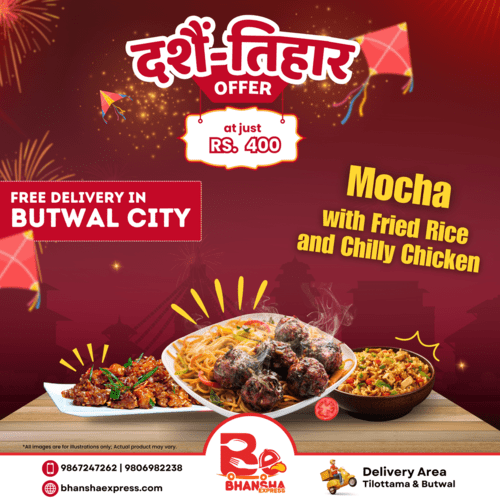 दशैं-तिहार
OFFER
at just
RS. 400
FREE DELIVERY IN
BUTWAL CITY
Mocha
with Fried Rice
and Chilly Chicken
*All images are for illustrations only; Actual product may vary.
9867247262 | 9806982238
bhanshaexpress.com
Be
BHANSHA
EXPRESS
Delivery Area
Tilottama & Butwal